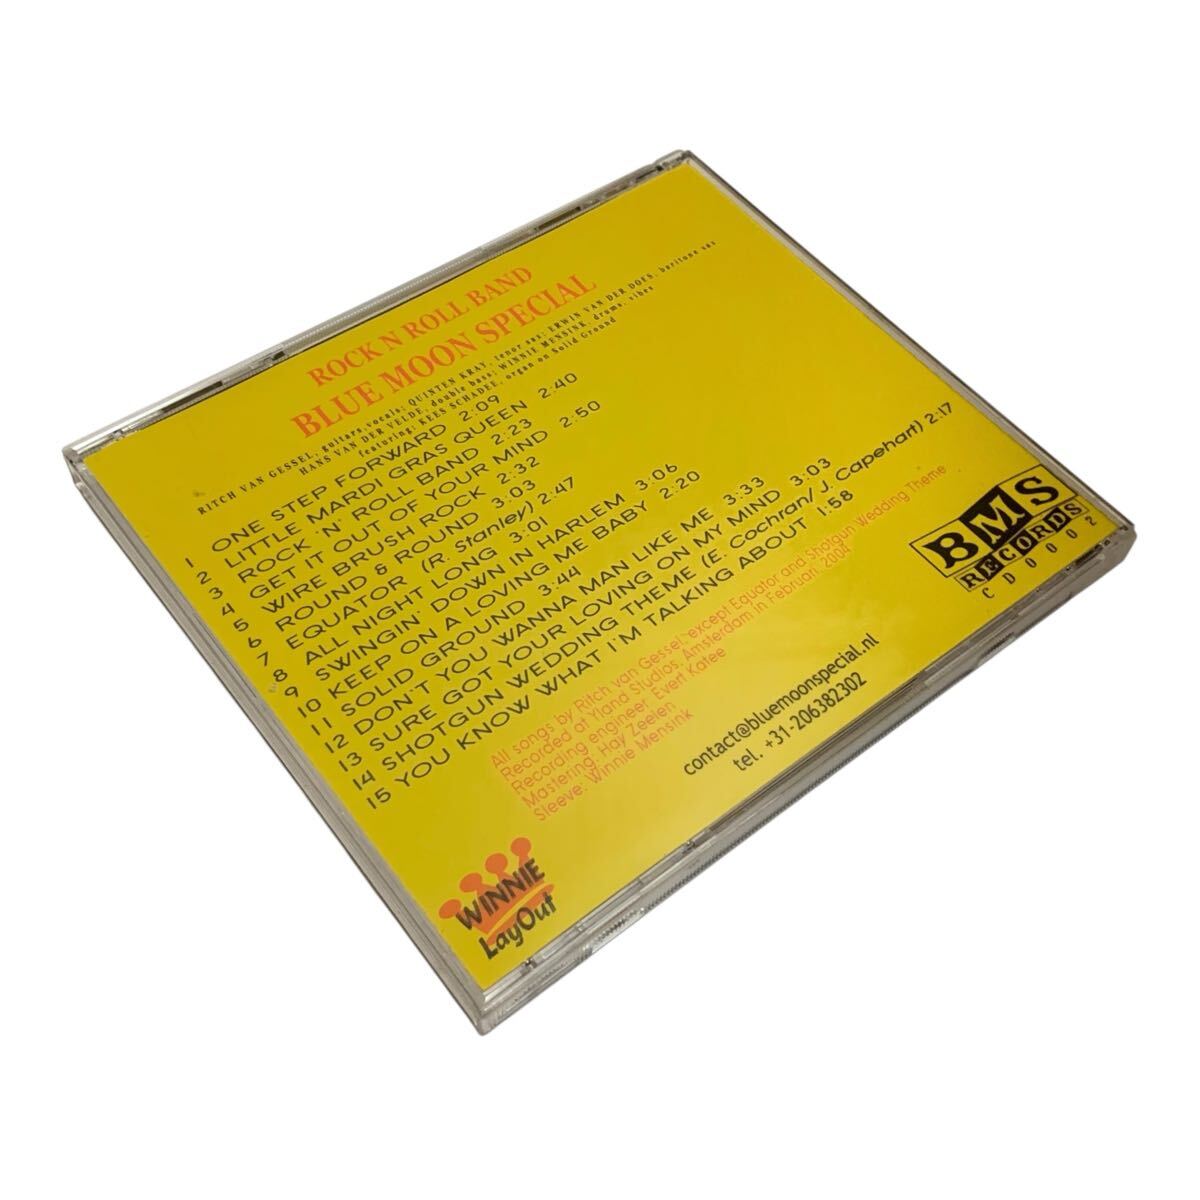 ROCK N ROLL BAND
BLUE MOON SPECIAL
RITCH VAN GESSEL, guitars,vocals; QUINTEN KRAY, tenor sax; ERWIN VAN DER DOES, baritone sax
HANS VAN DER VELDE, double bass; WINNIE MENSINK, drums, vibes
featuring: KEES SCHADEE, organ on Solid Ground
1 ONE STEP FORWARD 2:09
2 LITTLE MARDI GRAS QUEEN 2:40
3 ROCK 'N' ROLL BAND 2:23
4 GET IT OUT OF YOUR MIND 2:50
5 WIRE BRUSH ROCK 2:32
6 ROUND & ROUND 3:03
7 EQUATOR (R. Stanley) 2:47
8 ALL NIGHT LONG 3:01
9 SWINGIN' DOWN IN HARLEM 3:06
10 KEEP ON A LOVING ME BABY 2:20
11 SOLID GROUND 3:44
12 DON'T YOU WANNA MAN LIKE ME 3:33
13 SURE GOT YOUR LOVING ON MY MIND 3:03
14 SHOTGUN WEDDING THEME (E. Cochran/ J. Capehart) 2:17
15 YOU KNOW WHAT I'M TALKING ABOUT 1:58
All songs by Ritch van Gessel, except Equator and Shotgun Wedding Theme
Recorded at Yland Studios, Amsterdam in Februari, 2004
Recording engineer: Evert Katee
Mastering: Hay Zeelen
Sleeve: Winnie Mensink
contact@bluemoonspecial.nl
tel. +31-206382302
BMS
RECORDS
CD0002
WINNIE
LayOut